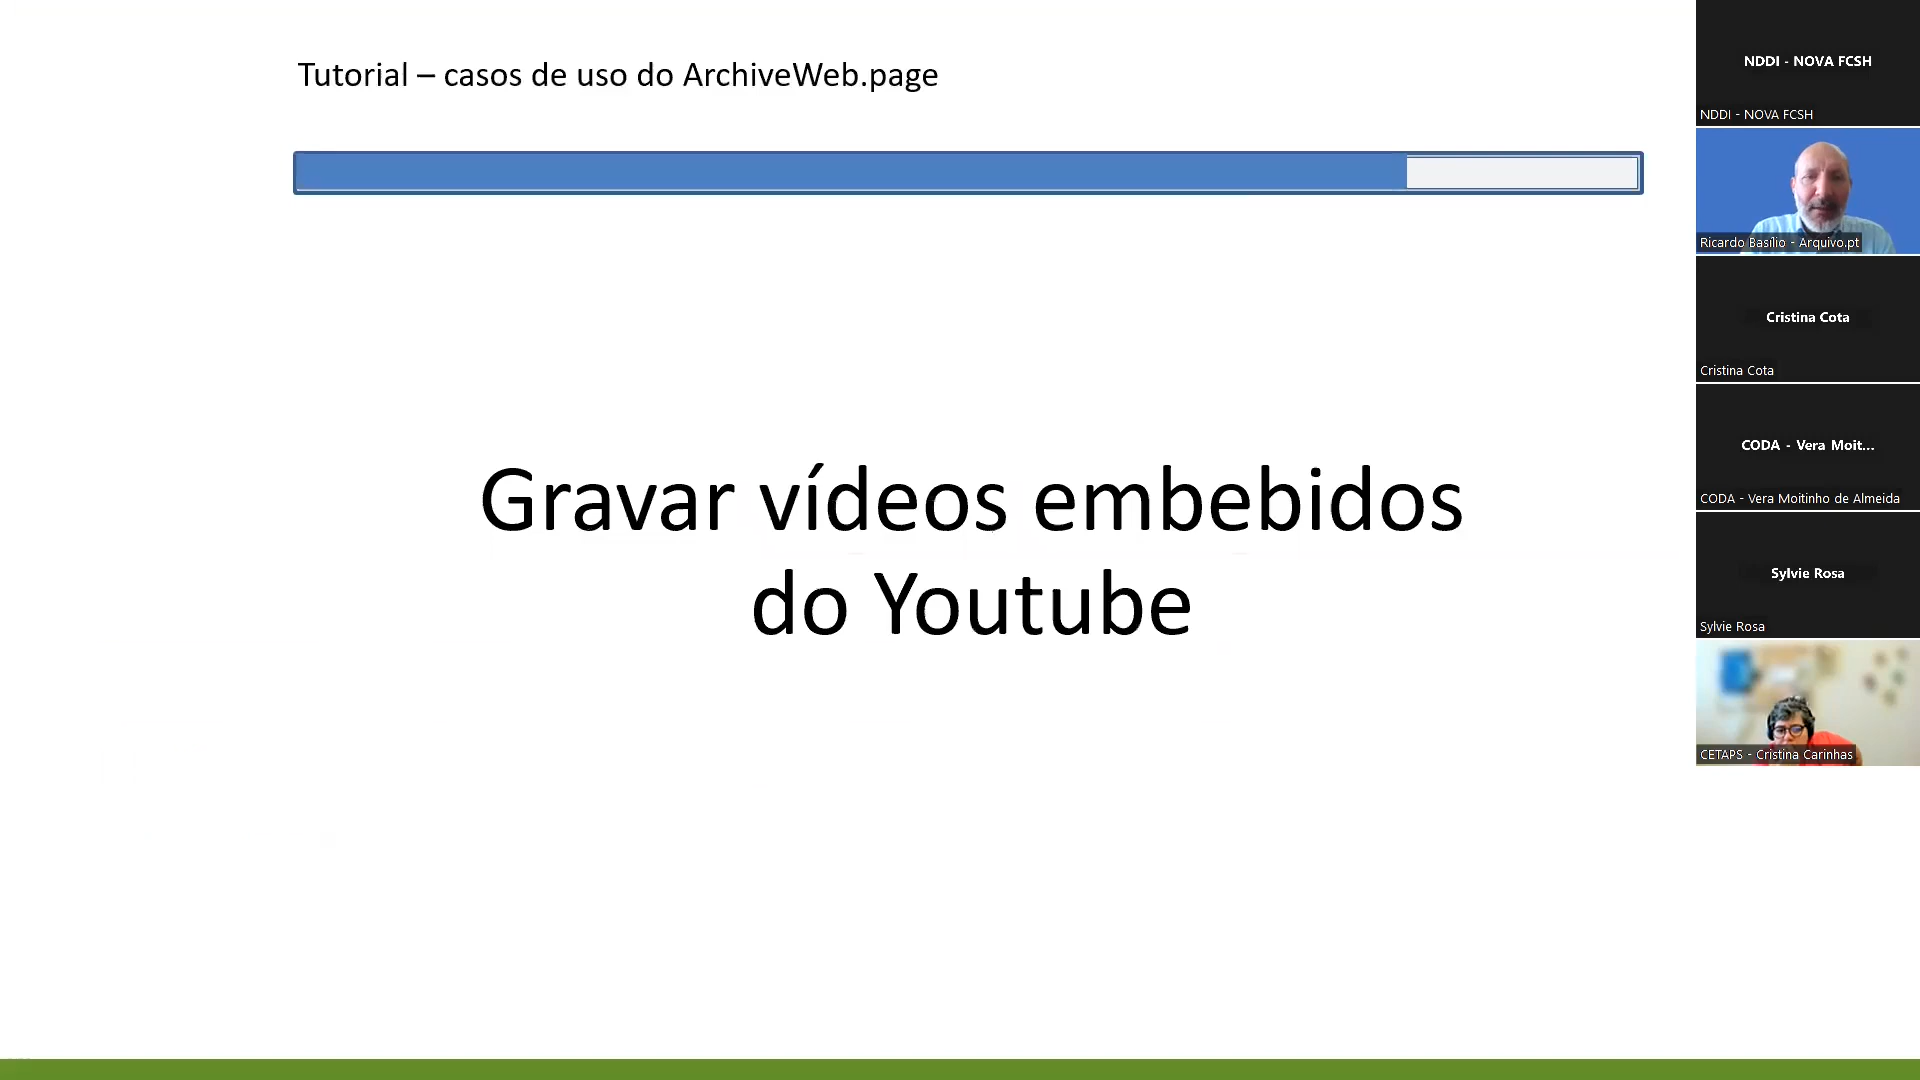 Tutorial – casos de uso do ArchiveWeb.page
Gravar vídeos embebidos
do Youtube
NDDI - NOVA FCSH
NDDI - NOVA FCSH
Ricardo Basílio - Arquivo.pt
Cristina Cota
Cristina Cota
CODA - Vera Moit...
CODA - Vera Moitinho de Almeida
Sylvie Rosa
Sylvie Rosa
CETAPS - Cristina Carinhas